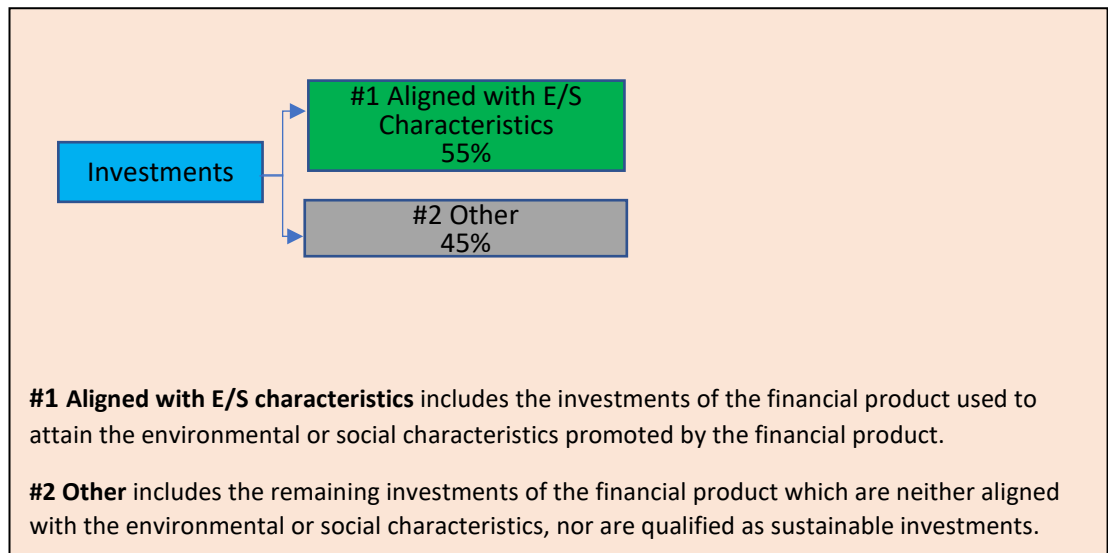 #1 Aligned with E/S
Characteristics
55%
Investments
#2 Other
45%
#1 Aligned with E/S characteristics includes the investments of the financial product used to
attain the environmental or social characteristics promoted by the financial product.
#2 Other includes the remaining investments of the financial product which are neither aligned
with the environmental or social characteristics, nor are qualified as sustainable investments.